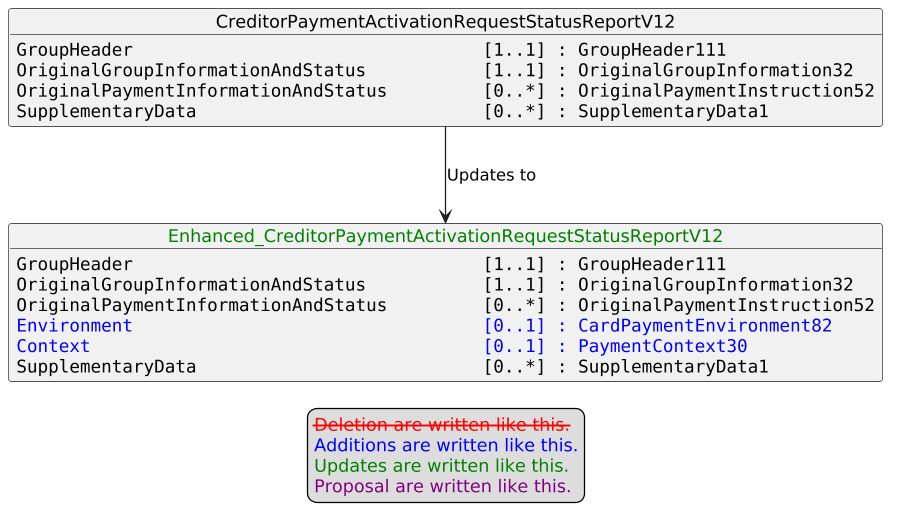 CreditorPaymentActivationRequestStatusReportV12
GroupHeader [1..1] : GroupHeader111
OriginalGroupInformationAndStatus [1..1] : OriginalGroupInformation32
OriginalPaymentInformationAndStatus [0..*] : OriginalPaymentInstruction52
SupplementaryData [0..*] : SupplementaryData1
Updates to
Enhanced_CreditorPaymentActivationRequestStatusReportV12
GroupHeader [1..1] : GroupHeader111
OriginalGroupInformationAndStatus [1..1] : OriginalGroupInformation32
OriginalPaymentInformationAndStatus [0..*] : OriginalPaymentInstruction52
Environment [0..1] : CardPaymentEnvironment82
Context [0..1] : PaymentContext30
SupplementaryData [0..*] : SupplementaryData1
Deletion are written like this.
Additions are written like this.
Updates are written like this.
Proposal are written like this.